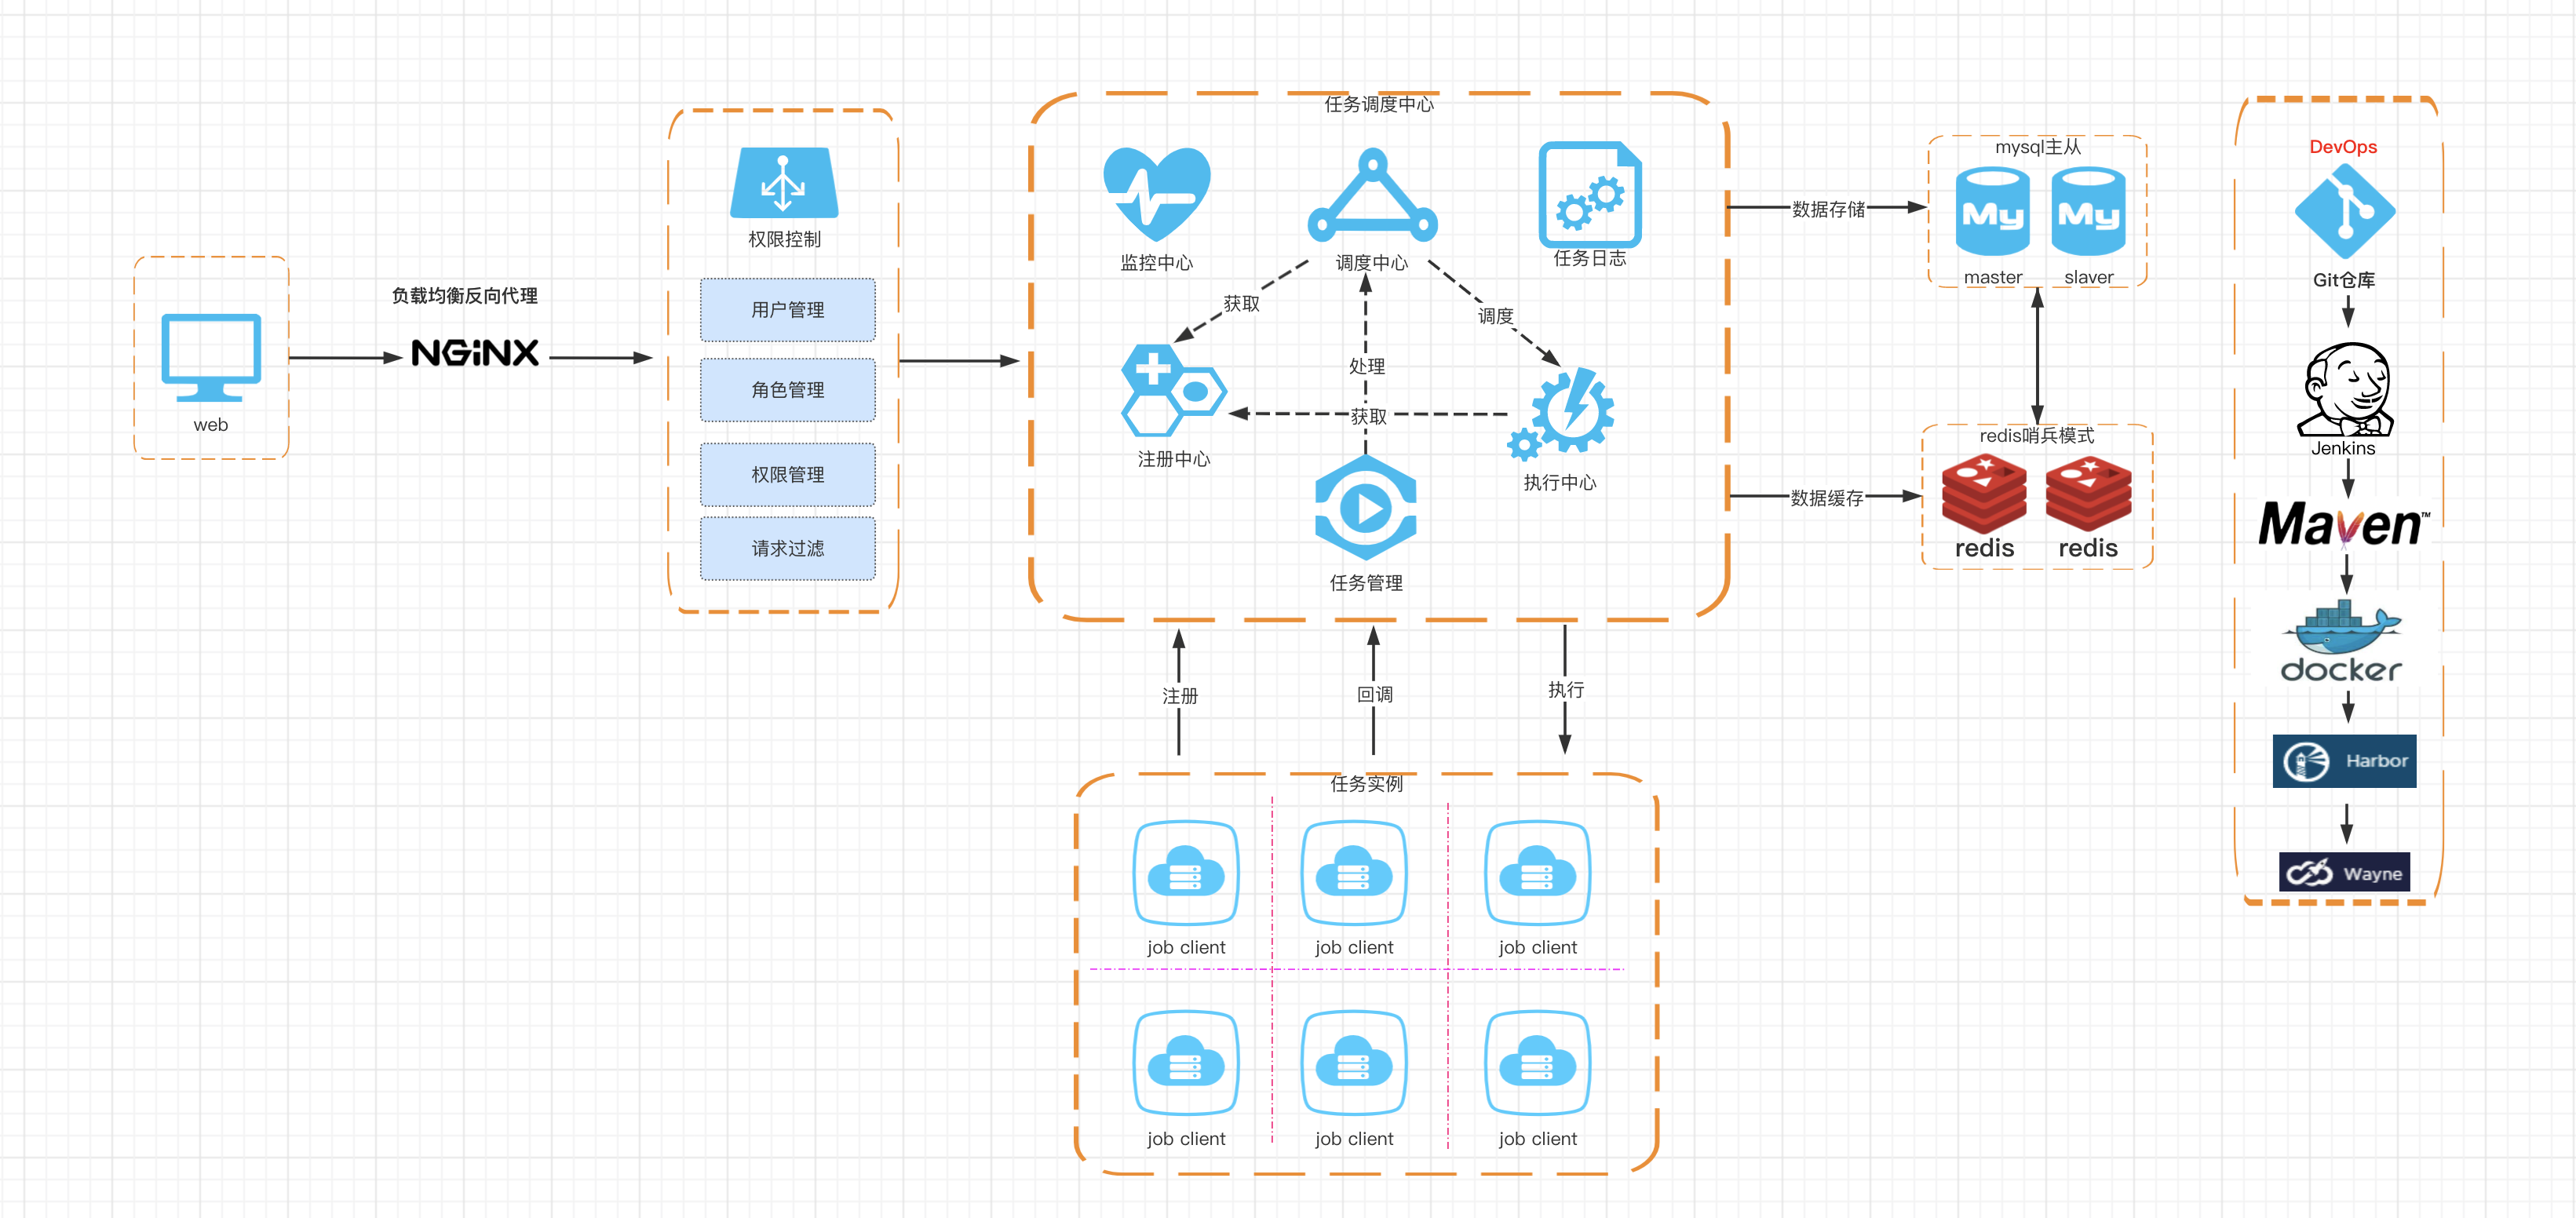 web
负载均衡反向代理
NGiNX
权限控制
用户管理
角色管理
权限管理
请求过滤
任务调度中心
监控中心
调度中心
任务日志
获取
调度
处理
获取
注册中心
执行中心
任务管理
注册
回调
执行
任务实例
job client
job client
job client
job client
job client
job client
数据存储
mysql主从
My
My
master
slaver
数据缓存
redis哨兵模式
redis
redis
DevOps
Git仓库
Jenkins
Maven™
docker
Harbor
Wayne